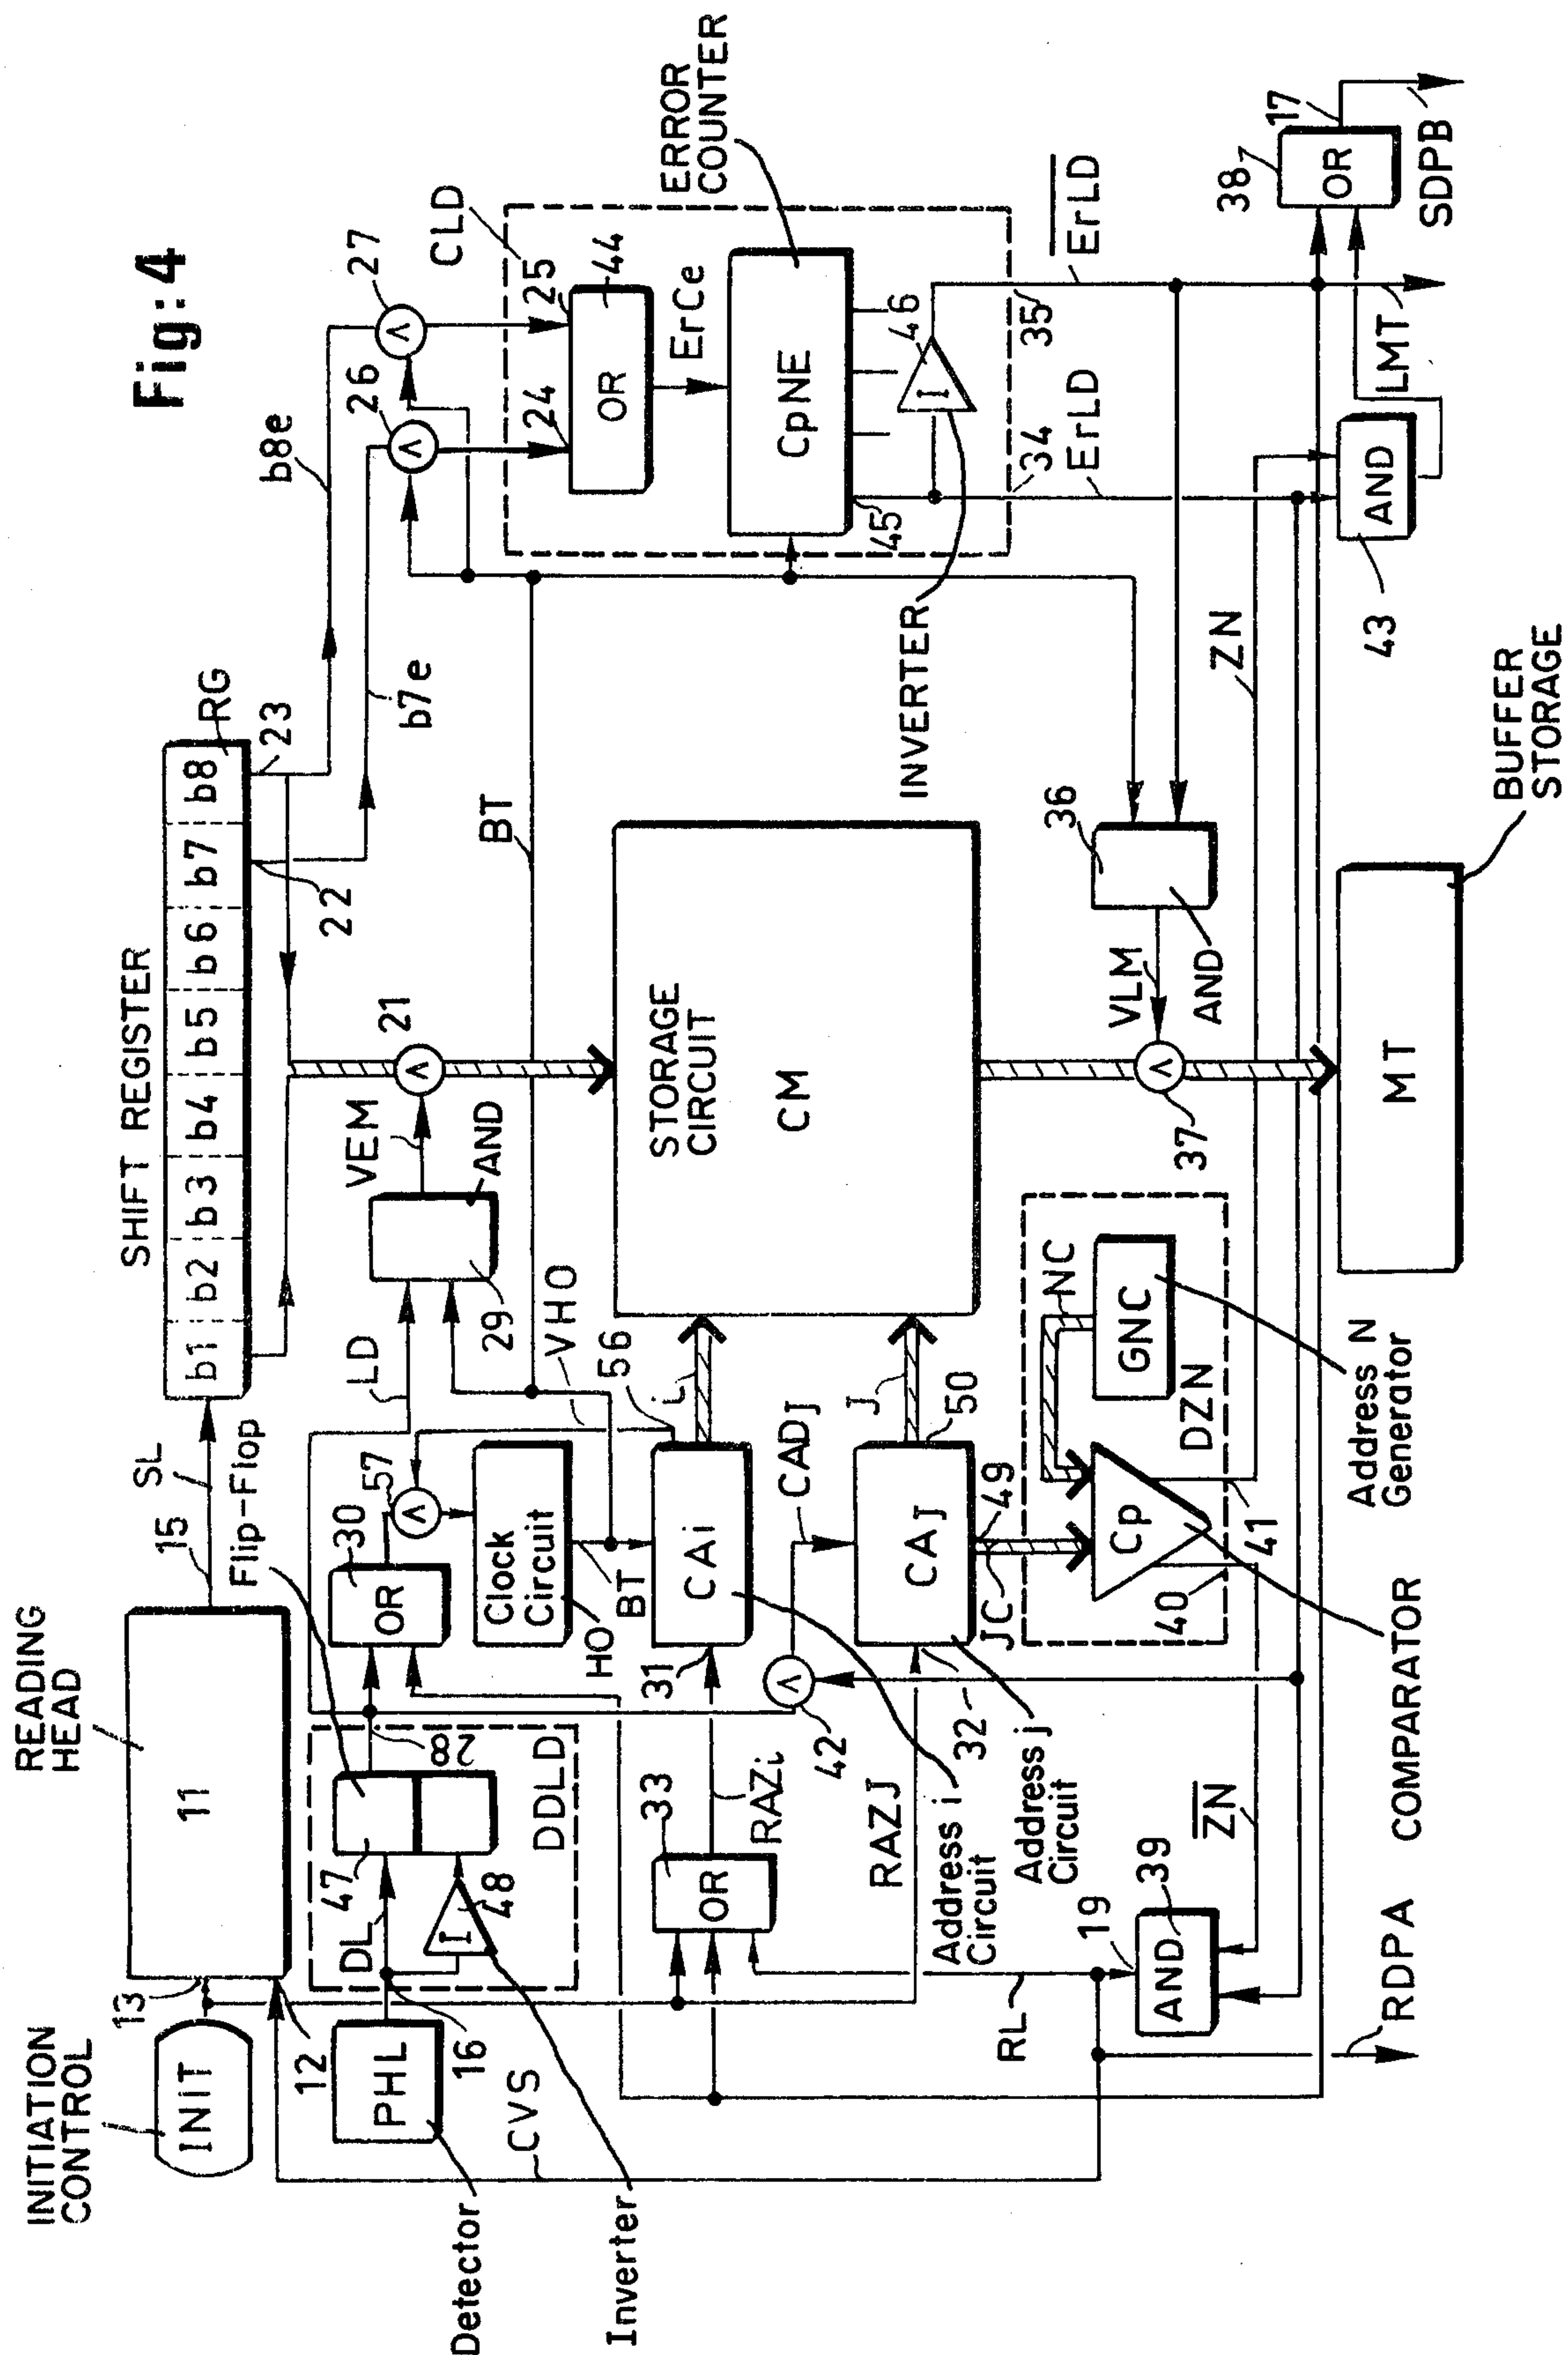 Fig:4
INITIATION
CONTROL
INIT
13
12
READING
HEAD
11
15
SL
SHIFT REGISTER
b1
b2
b3
b4
b5
b6
b7
b8
RG
22
23
b7e
b8e
26
27
CLD
PHL
16
Detector
CVS
DL
47
48
I
Inverter
DDLD
28
Flip-Flop
30
OR
57
Clock
Circuit
HO
BT
LD
29
AND
VEM
21
VHO
56
BT
24
25
OR
44
ErCe
CpNE
ERROR
COUNTER
45
46
I
INVERTER
34
35
ErLD
ErLD
33
OR
RAZi
31
CAi
i
Address i
Circuit
STORAGE
CIRCUIT
CM
42
CADJ
RAZJ
32
CAJ
J
50
Address j
Circuit
JC
49
Cp
NC
GNC
DZN
Address N
Generator
40
41
COMPARATOR
ZN
ZN
RL
19
AND
39
RDPA
36
AND
VLM
37
MT
BUFFER
STORAGE
43
AND
LMT
38
OR
17
SDPB